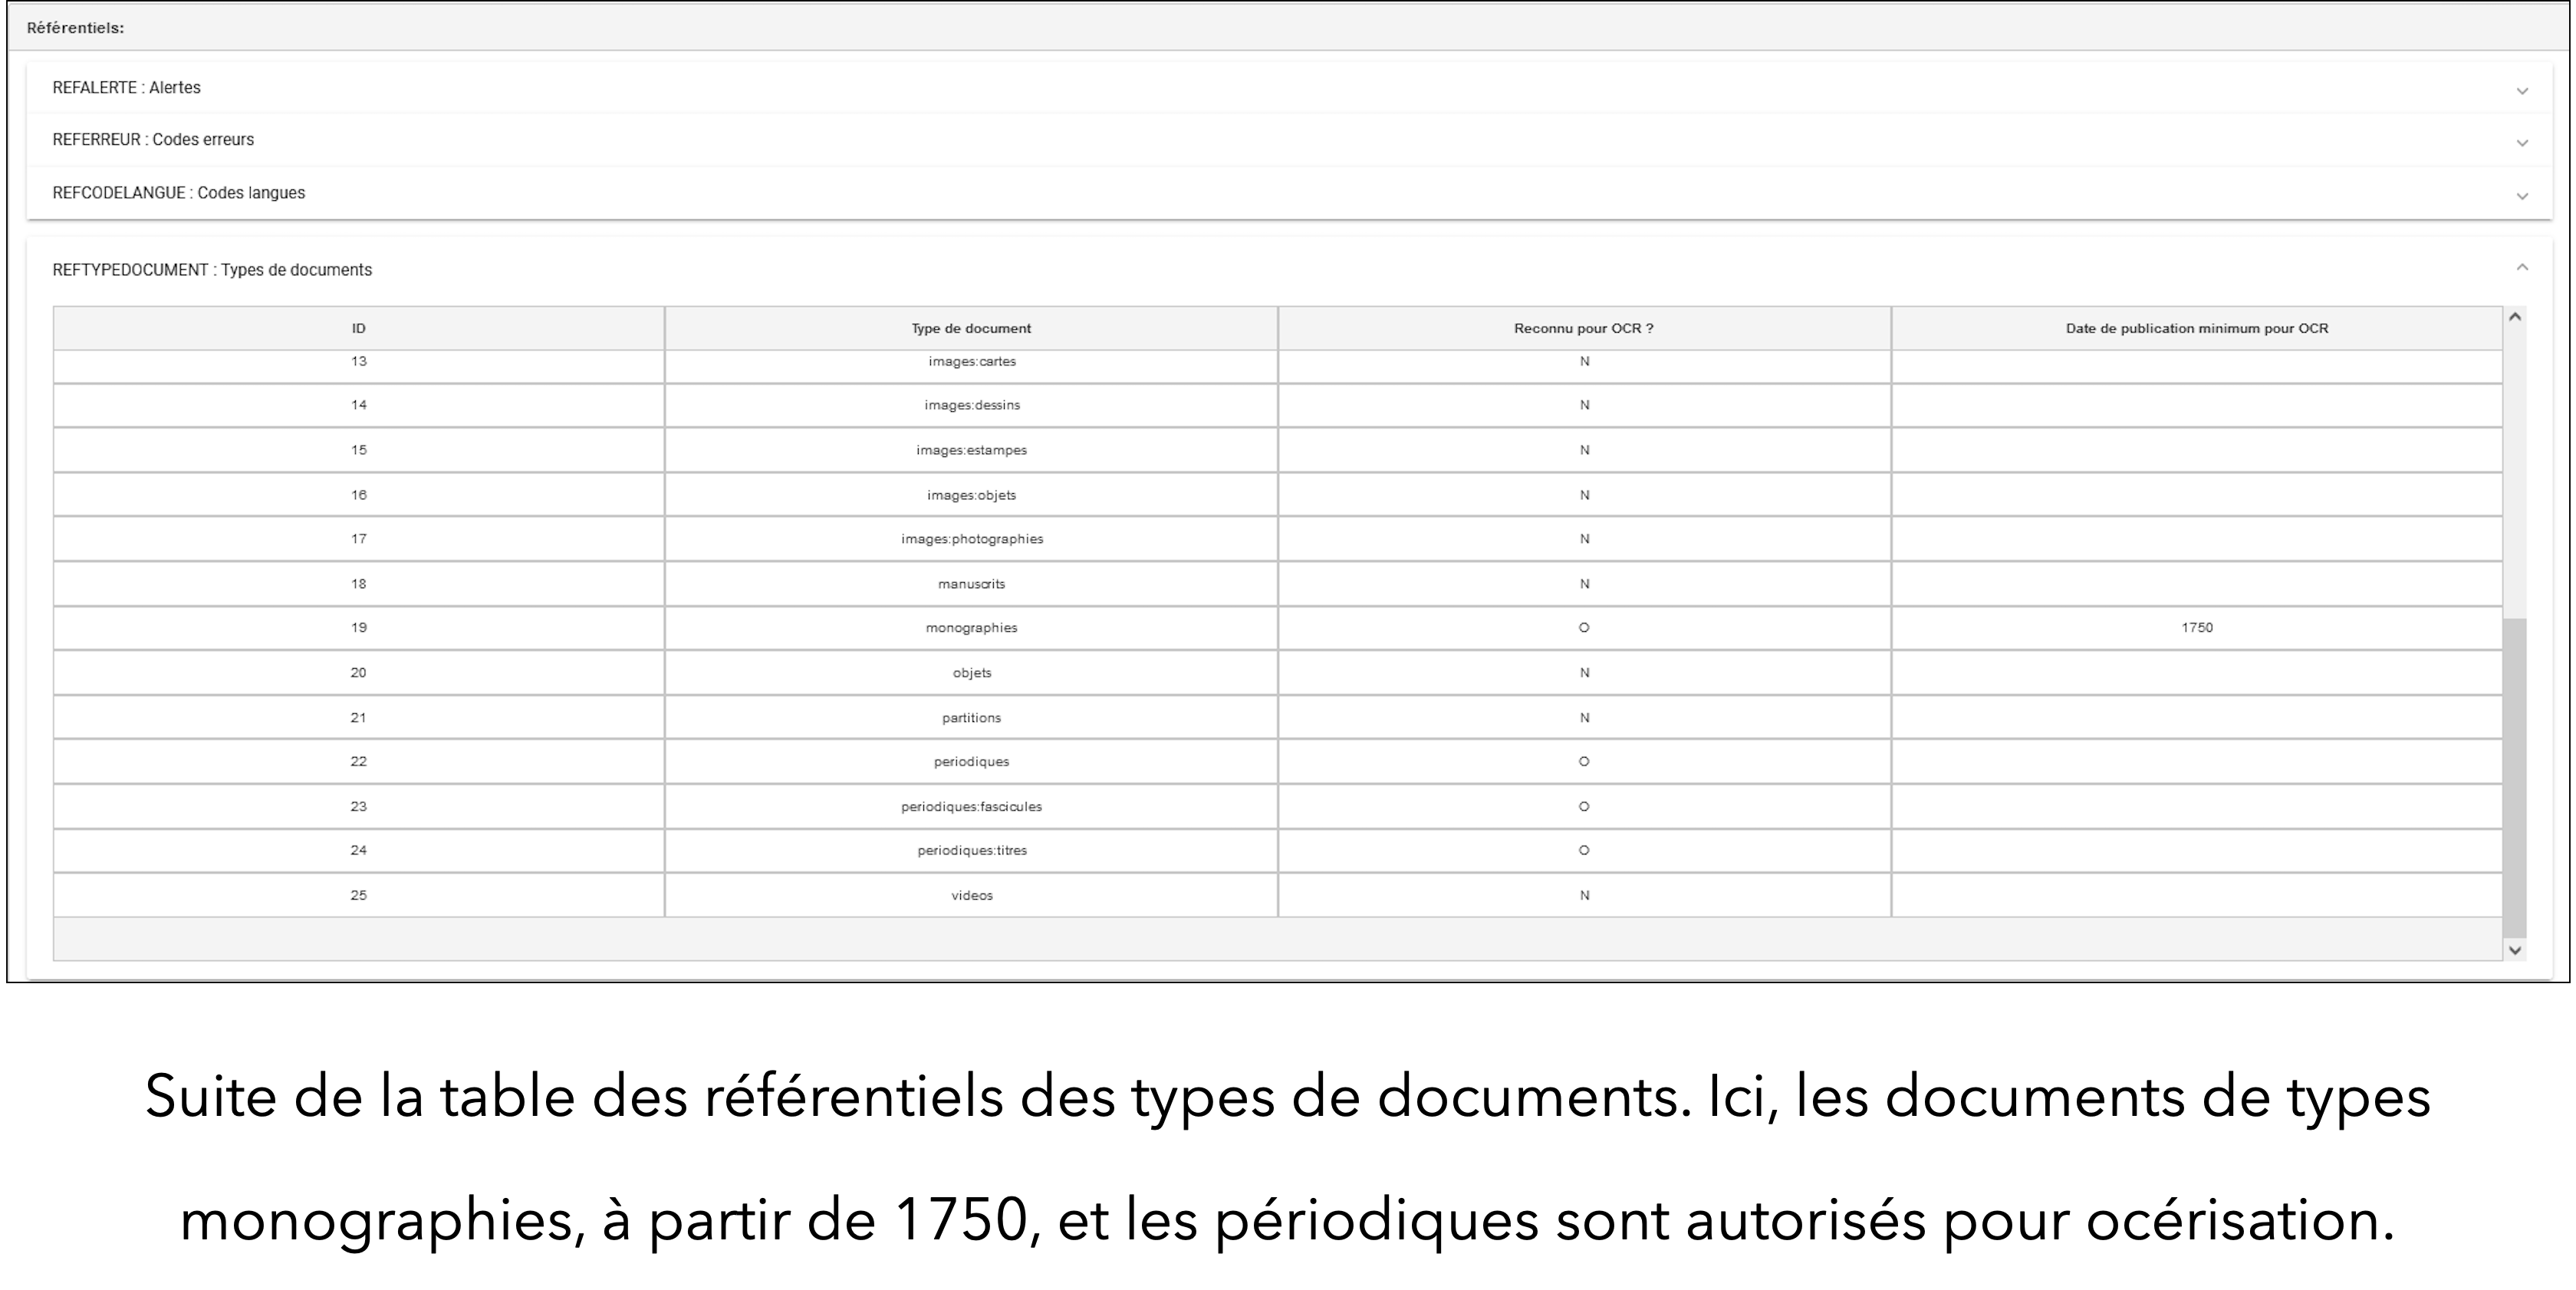 Référentiels:
REFALERTE : Alertes
REFERREUR : Codes erreurs
REFCODELANGUE : Codes langues
REFTYPEDOCUMENT : Types de documents
ID Type de document Reconnu pour OCR ? Date de publication minimum pour OCR
13 images:cartes N
14 images:dessins N
15 images:estampes N
16 images:objets N
17 images:photographies N
18 manuscrits N
19 monographies O 1750
20 objets N
21 partitions N
22 periodiques O
23 periodiques:fascicules O
24 periodiques:titres O
25 videos N
Suite de la table des référentiels des types de documents. Ici, les documents de types
monographies, à partir de 1750, et les périodiques sont autorisés pour océrisation.